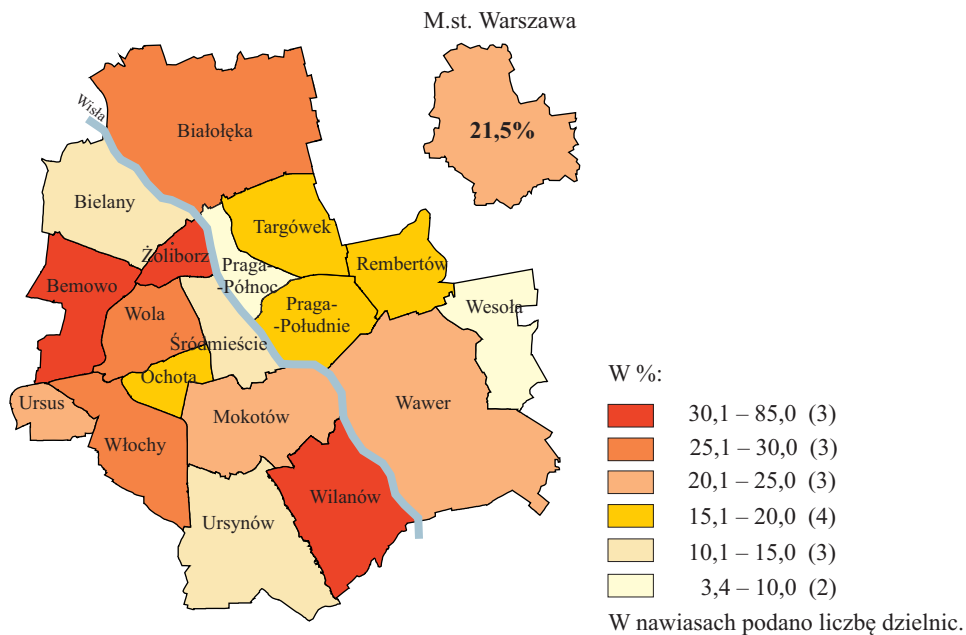 M.st. Warszawa
21,5%
Wisła
Białołęka
Bielany
Targówek
Żoliborz
Rembertów
Praga-
-Północ
Bemowo
Wesoła
Wola
Praga-
-Południe
Śródmieście
Ochota
Ursus
Mokotów
Wawer
Włochy
Wilanów
Ursynów
W %:
30,1 – 85,0 (3)
25,1 – 30,0 (3)
20,1 – 25,0 (3)
15,1 – 20,0 (4)
10,1 – 15,0 (3)
3,4 – 10,0 (2)
W nawiasach podano liczbę dzielnic.